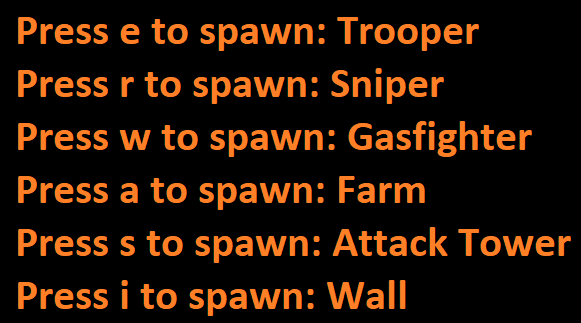 Press e to spawn: Trooper
Press r to spawn: Sniper
Press w to spawn: Gasfighter
Press a to spawn: Farm
Press s to spawn: Attack Tower
Press i to spawn: Wall